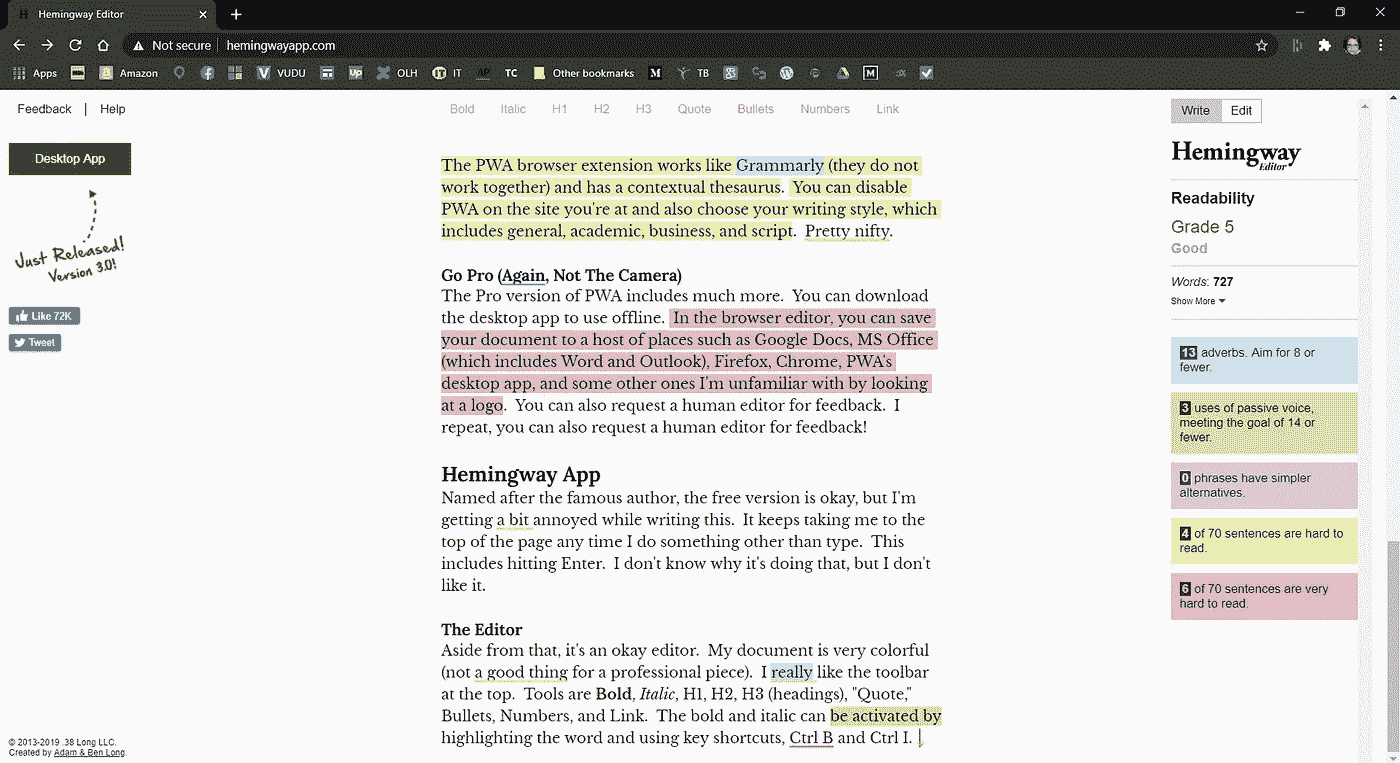 Hemingway Editor
Not secure
hemingwayapp.com
Apps
Amazon
VUDU
Up
OLH
IT
AP
TC
Other bookmarks
M
TB
M
Feedback | Help
Bold Italic H1 H2 H3 Quote Bullets Numbers Link
Write Edit
Desktop App
Just Released!
Version 3.0!
Like 72K
Tweet
The PWA browser extension works like Grammarly (they do not
work together) and has a contextual thesaurus. You can disable
PWA on the site you're at and also choose your writing style, which
includes general, academic, business, and script. Pretty nifty.
Go Pro (Again, Not The Camera)
The Pro version of PWA includes much more. You can download
the desktop app to use offline. In the browser editor, you can save
your document to a host of places such as Google Docs, MS Office
(which includes Word and Outlook), Firefox, Chrome, PWA's
desktop app, and some other ones I'm unfamiliar with by looking
at a logo. You can also request a human editor for feedback. I
repeat, you can also request a human editor for feedback!
Hemingway App
Named after the famous author, the free version is okay, but I'm
getting a bit annoyed while writing this. It keeps taking me to the
top of the page any time I do something other than type. This
includes hitting Enter. I don't know why it's doing that, but I don't
like it.
The Editor
Aside from that, it's an okay editor. My document is very colorful
(not a good thing for a professional piece). I really like the toolbar
at the top. Tools are Bold, Italic, H1, H2, H3 (headings), "Quote,"
Bullets, Numbers, and Link. The bold and italic can be activated by
highlighting the word and using key shortcuts, Ctrl B and Ctrl I.
Hemingway
Editor
Readability
Grade 5
Good
Words: 727
Show More
13 adverbs. Aim for 8 or
fewer.
3 uses of passive voice,
meeting the goal of 14 or
fewer.
0 phrases have simpler
alternatives.
4 of 70 sentences are hard to
read.
6 of 70 sentences are very
hard to read.
© 2013-2019 .38 Long LLC.
Created by Adam & Ben Long.